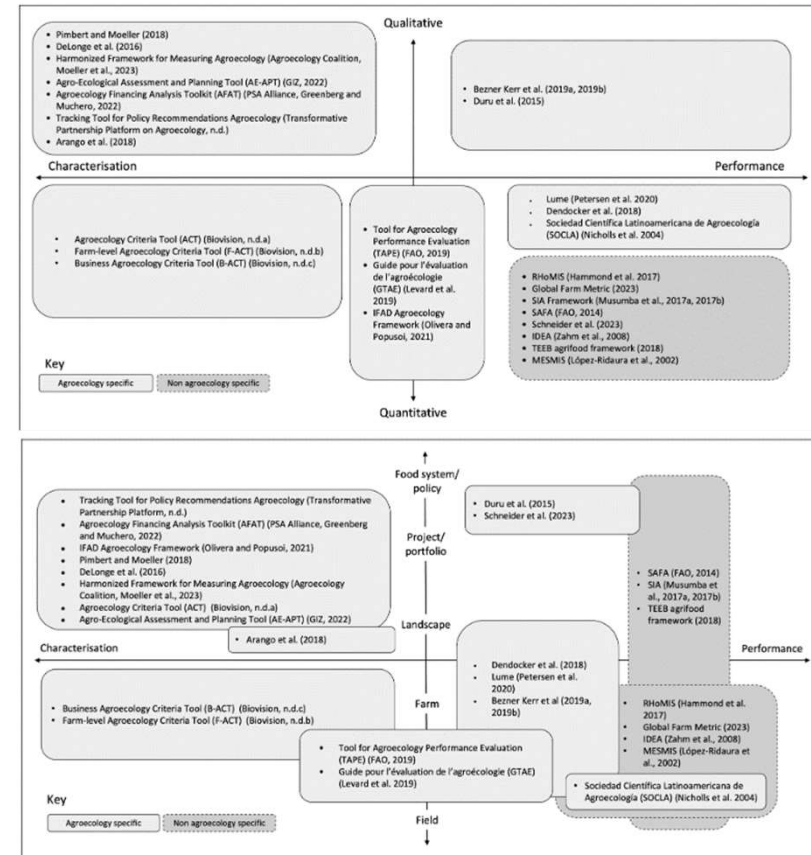 Qualitative
• Pimbert and Moeller (2018)
• DeLonge et al. (2016)
• Harmonized Framework for Measuring Agroecology (Agroecology Coalition,
Moeller et al., 2023)
• Agro-Ecological Assessment and Planning Tool (AE-APT) (GIZ, 2022)
• Agroecology Financing Analysis Toolkit (AFAT) (PSA Alliance, Greenberg and
Muchero, 2022)
• Tracking Tool for Policy Recommendations Agroecology (Transformative
Partnership Platform on Agroecology, n.d.)
• Arango et al. (2018)
• Bezner Kerr et al. (2019a, 2019b)
• Duru et al. (2015)
Characterisation
Performance
• Agroecology Criteria Tool (ACT) (Biovision, n.d.a)
• Farm-level Agroecology Criteria Tool (F-ACT) (Biovision, n.d.b)
• Business Agroecology Criteria Tool (B-ACT) (Biovision, n.d.c)
• Tool for Agroecology
Performance Evaluation
(TAPE) (FAO, 2019)
• Guide pour l'évaluation
de l'agroécologie
(GTAE) (Levard et al.
2019)
• IFAD Agroecology
Framework (Olivera and
Popusoi, 2021)
• Lume (Petersen et al. 2020)
• Dendocker et al. (2018)
• Sociedad Científica Latinoamericana de Agroecología
(SOCLA) (Nicholls et al. 2004)
• RHoMIS (Hammond et al. 2017)
• Global Farm Metric (2023)
• SIA Framework (Musumba et al., 2017a, 2017b)
• SAFA (FAO, 2014)
• Schneider et al. (2023)
• IDEA (Zahm et al., 2008)
• TEEB agrifood framework (2018)
• MESMIS (López-Ridaura et al., 2002)
Key
Agroecology specific
Non agroecology specific
Quantitative
Food system/
policy
• Tracking Tool for Policy Recommendations Agroecology (Transformative
Partnership Platform, n.d.)
• Agroecology Financing Analysis Toolkit (AFAT) (PSA Alliance, Greenberg
and Muchero, 2022)
• IFAD Agroecology Framework (Olivera and Popusoi, 2021)
• Pimbert and Moeller (2018)
• DeLonge et al. (2016)
• Harmonized Framework for Measuring Agroecology (Agroecology
Coalition, Moeller et al., 2023)
• Agroecology Criteria Tool (ACT) (Biovision, n.d.a)
• Agro-Ecological Assessment and Planning Tool (AE-APT) (GIZ, 2022)
• Arango et al. (2018)
Project/
portfolio
Landscape
• Duru et al. (2015)
• Schneider et al. (2023)
• SAFA (FAO, 2014)
• SIA (Musumba et
al., 2017a, 2017b)
• TEEB agrifood
framework (2018)
Characterisation
Performance
• Business Agroecology Criteria Tool (B-ACT) (Biovision, n.d.c)
• Farm-level Agroecology Criteria Tool (F-ACT) (Biovision, n.d.b)
Farm
• Dendocker et al. (2018)
• Lume (Petersen et al.
2020)
• Bezner Kerr et al (2019a,
2019b)
• RHoMIS (Hammond et al.
2017)
• Global Farm Metric (2023)
• IDEA (Zahm et al., 2008)
• MESMIS (López-Ridaura et
al., 2002)
• Tool for Agroecology Performance Evaluation
(TAPE) (FAO, 2019)
• Guide pour l'évaluation de l'agroécologie (GTAE)
(Levard et al. 2019)
• Sociedad Científica Latinoamericana de
Agroecología (SOCLA) (Nicholls et al. 2004)
Key
Agroecology specific
Non agroecology specific
Field